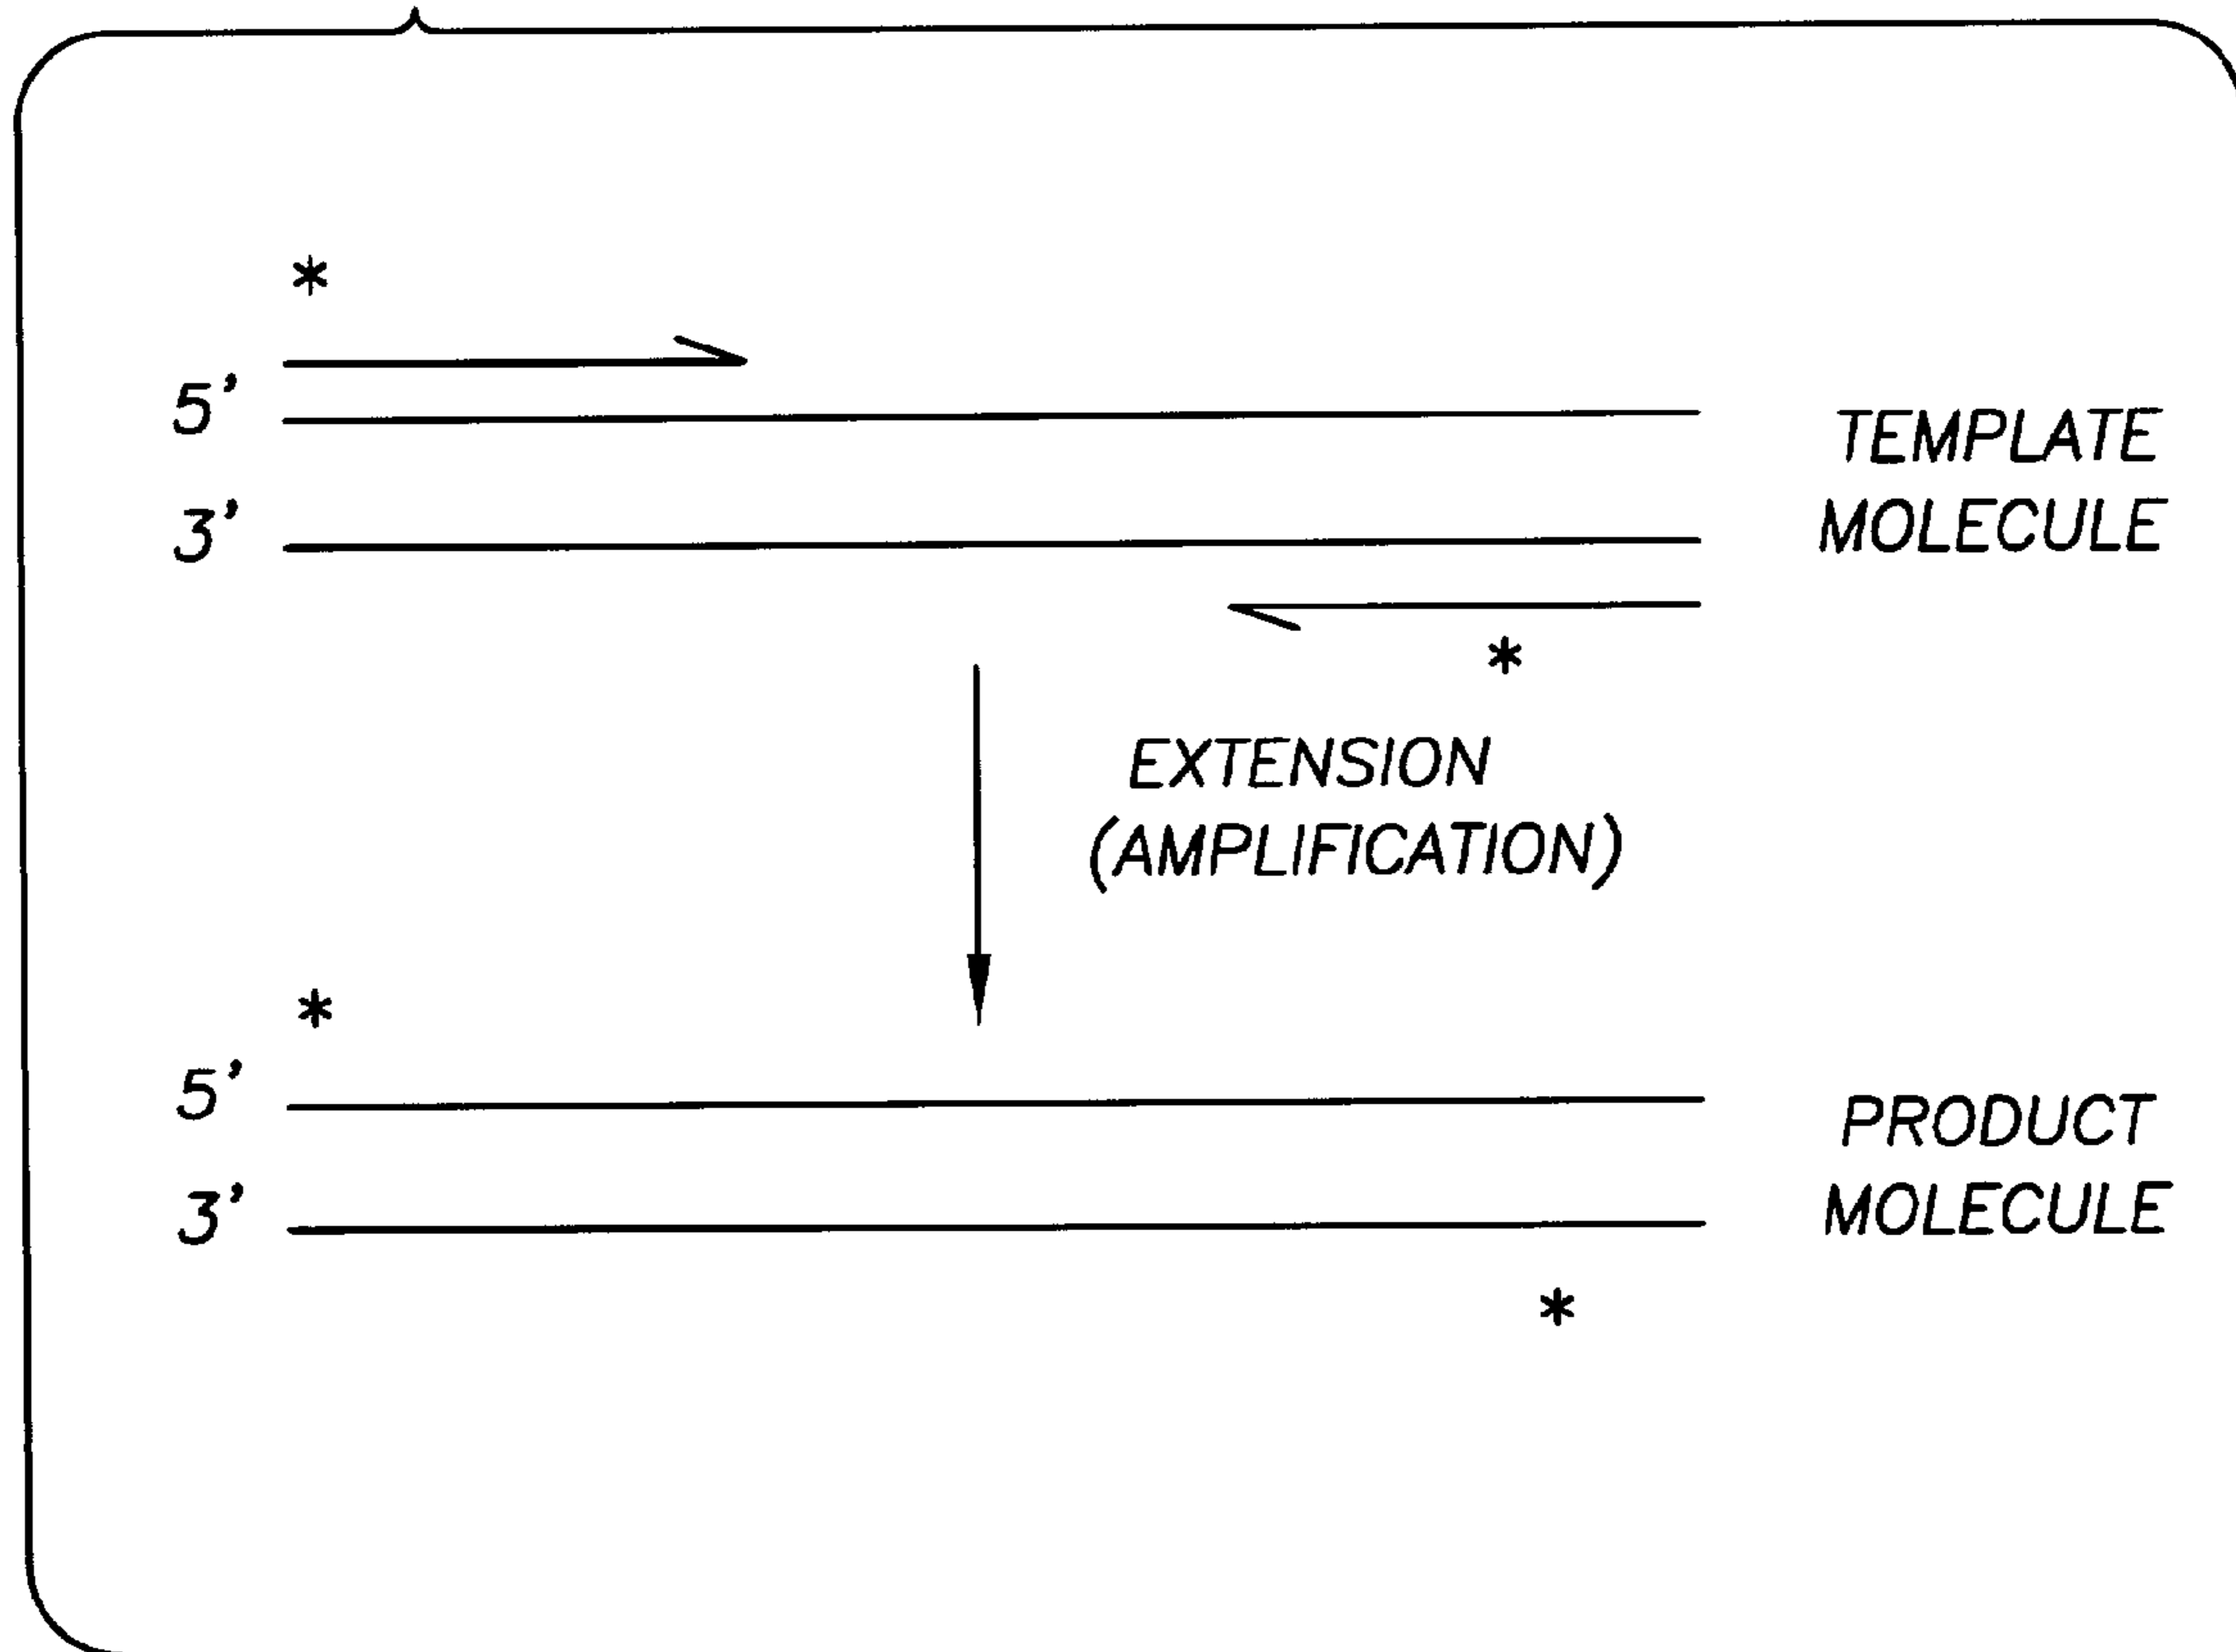 *
5'
TEMPLATE
3'
MOLECULE
*
EXTENSION
(AMPLIFICATION)
*
5'
PRODUCT
3'
MOLECULE
*